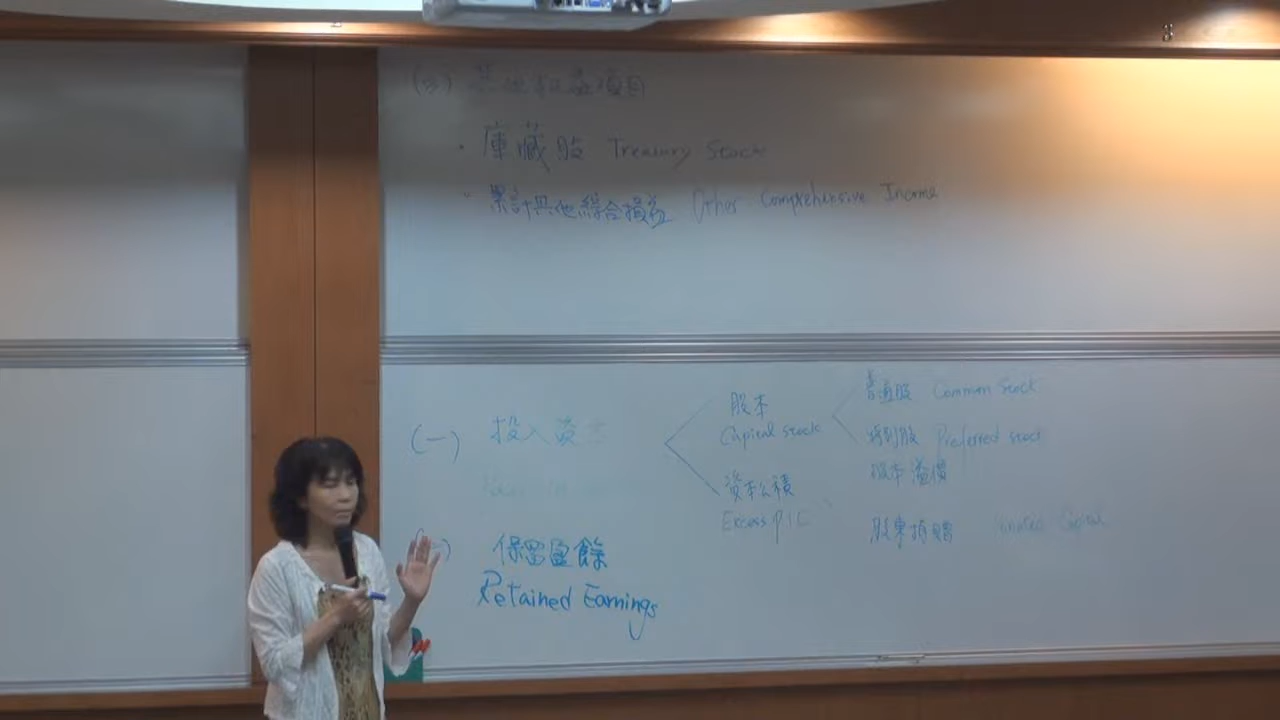 (三) 其他權益項目
· 庫藏股 Treasury Stock
· 累計其他綜合損益 Other Comprehensive Income
(一) 投入資
股本
Capital stock
普通股 Common Stock
特別股 Preferred stock
資本公積
Excess PIC
股本溢價
股東捐贈 Donated Capital
保留盈餘
Retained Earnings